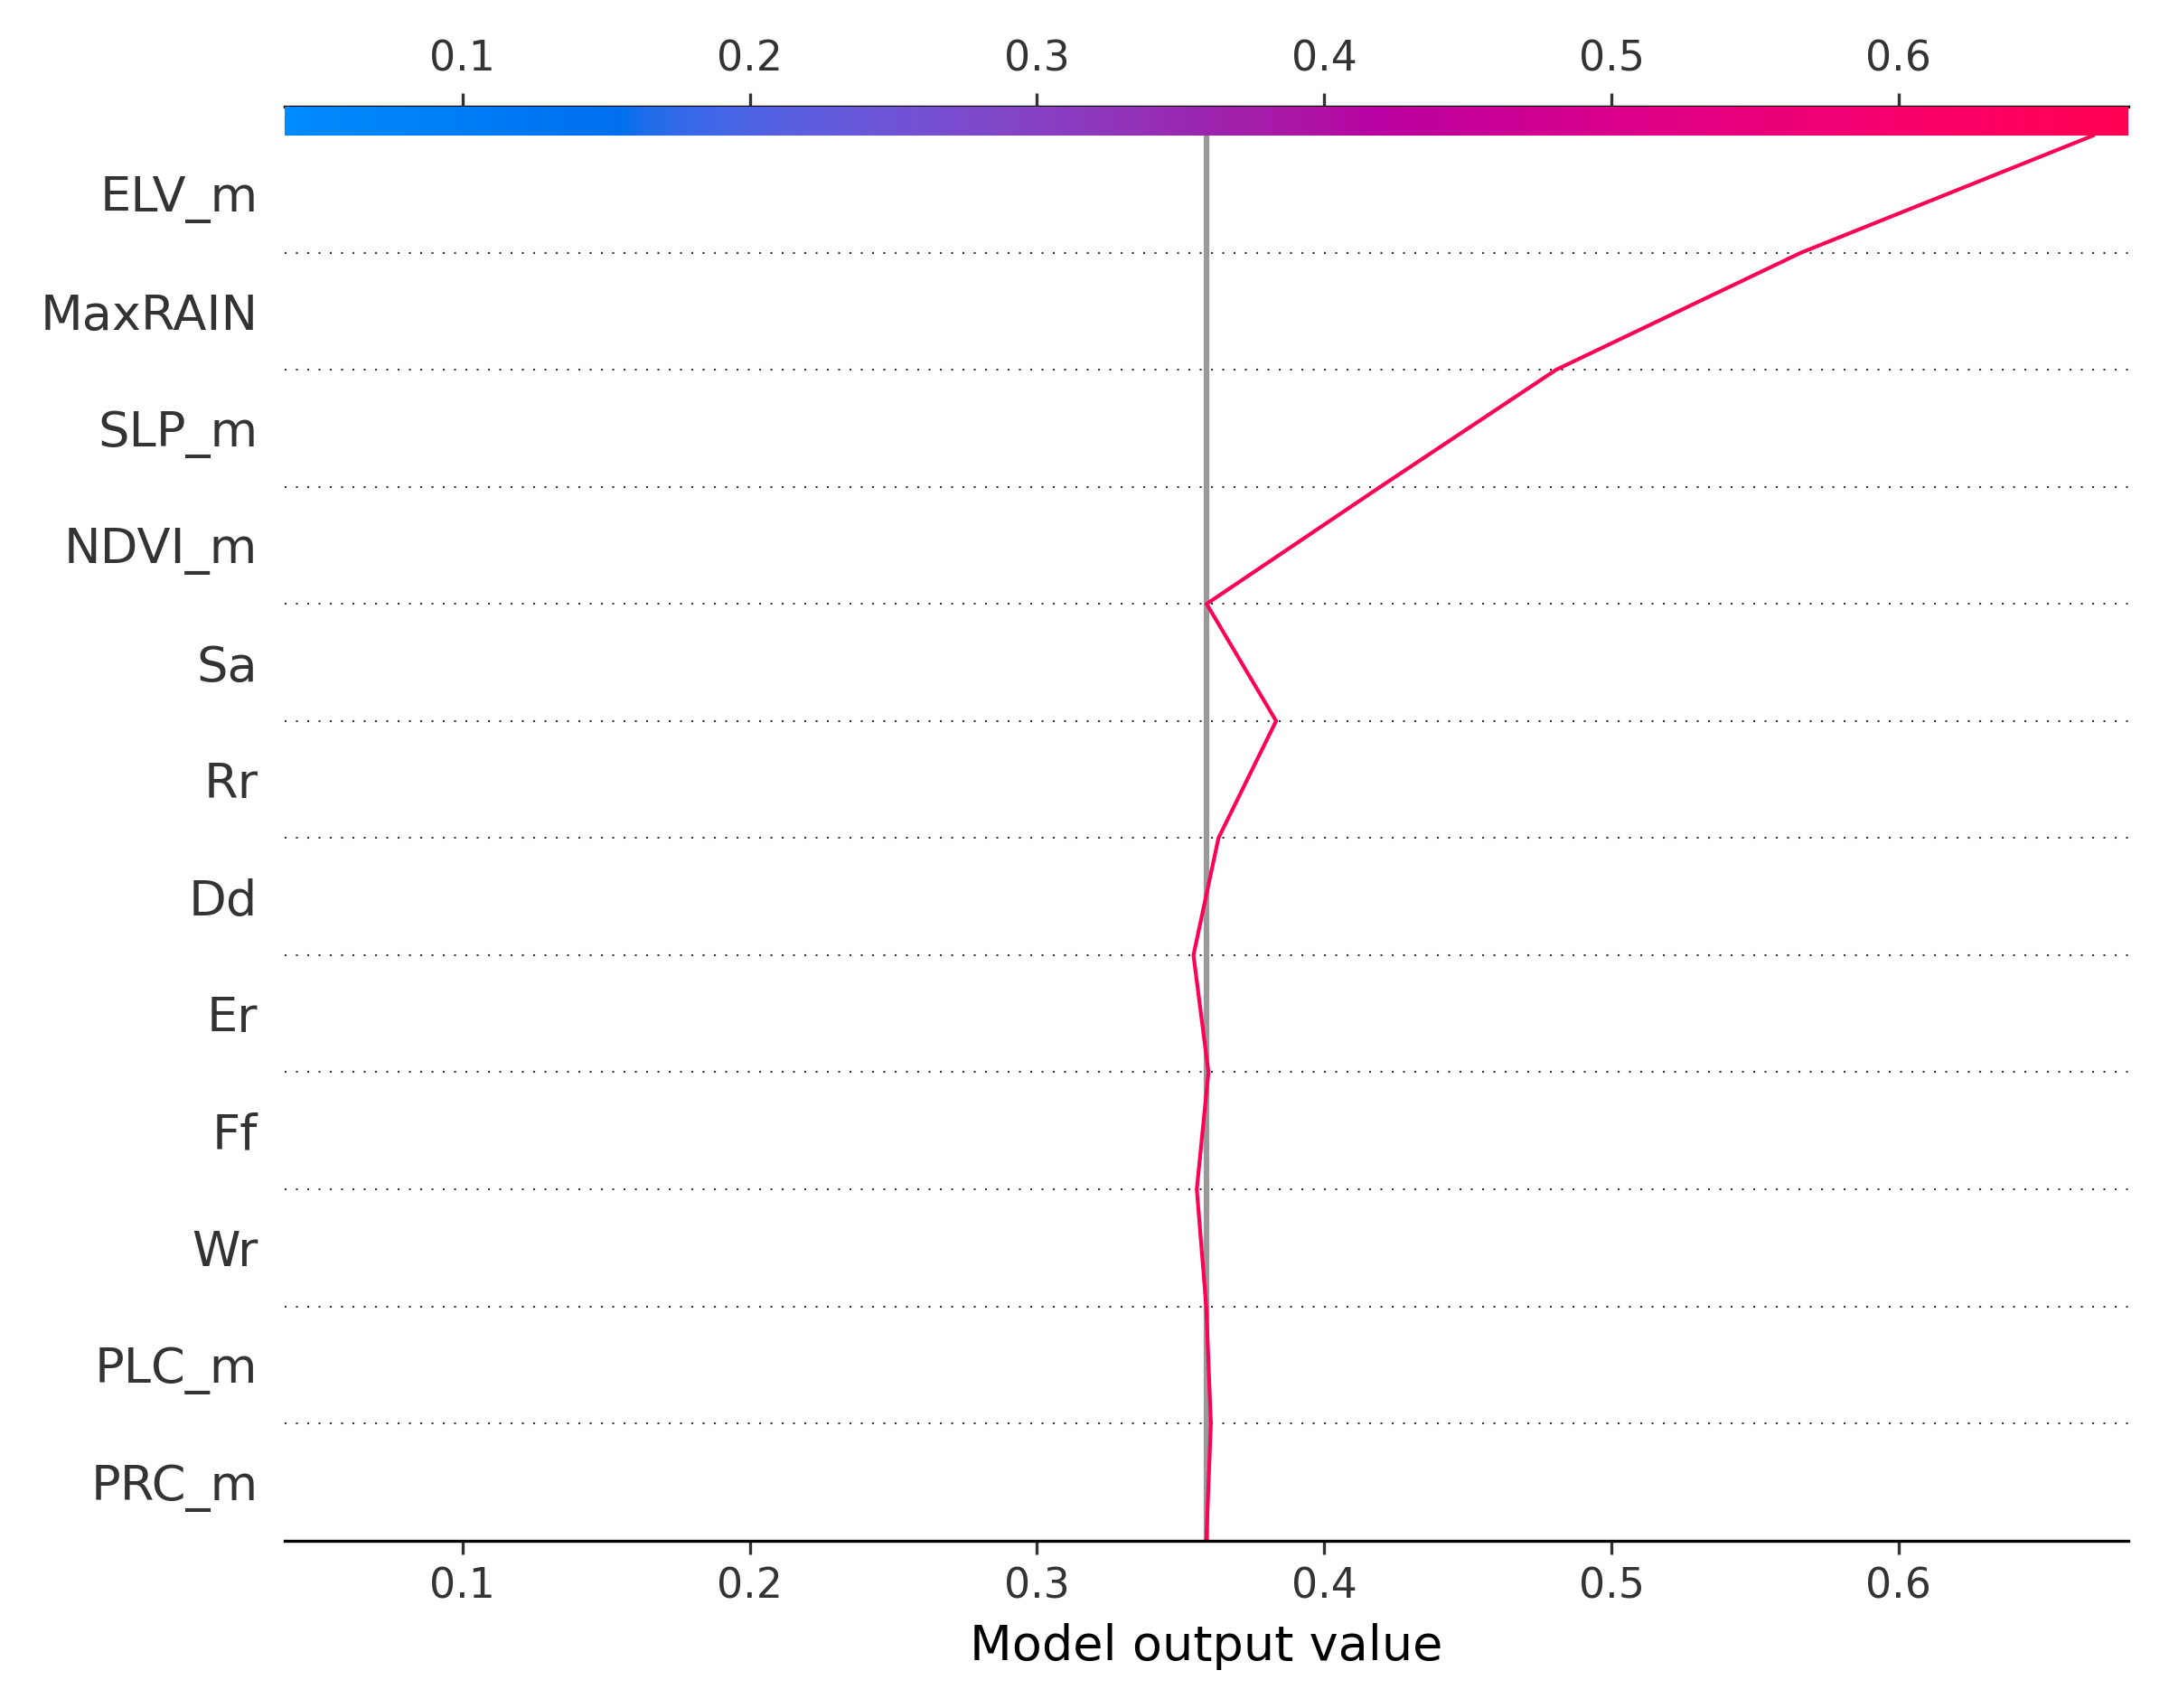 0.1 0.2 0.3 0.4 0.5 0.6
ELV_m
MaxRAIN
SLP_m
NDVI_m
Sa
Rr
Dd
Er
Ff
Wr
PLC_m
PRC_m
0.1 0.2 0.3 0.4 0.5 0.6
Model output value